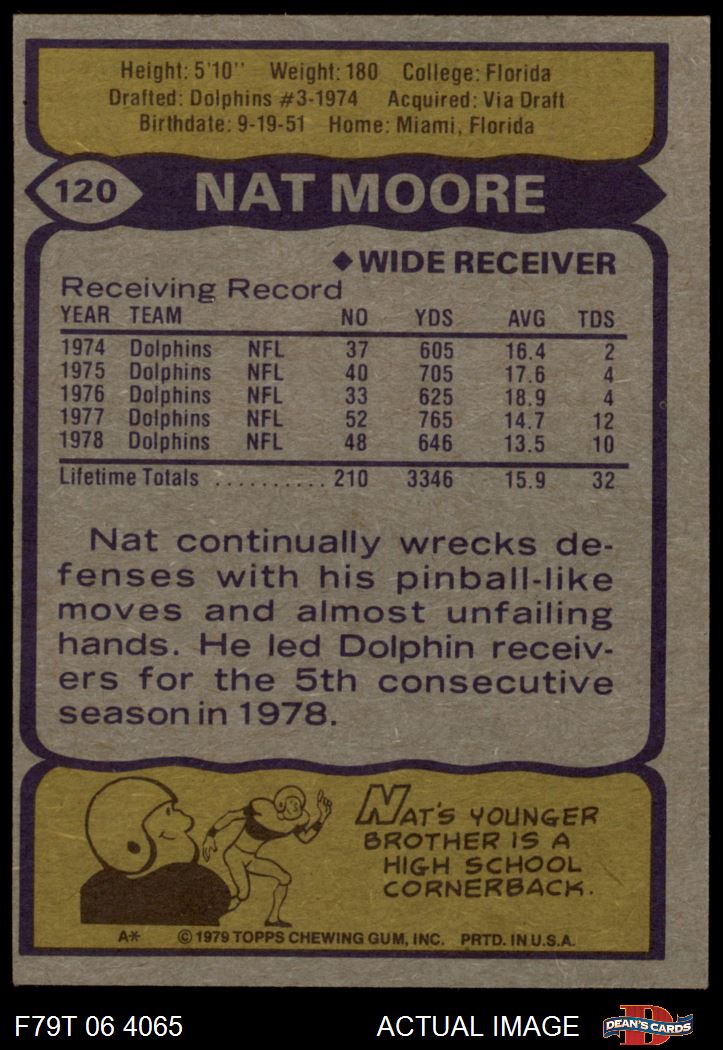 Height: 5'10" Weight: 180 College: Florida
Drafted: Dolphins #3-1974 Acquired: Via Draft
Birthdate: 9-19-51 Home: Miami, Florida
120 NAT MOORE
◆WIDE RECEIVER
Receiving Record
YEAR TEAM NO YDS AVG TDS
1974 Dolphins NFL 37 605 16.4 2
1975 Dolphins NFL 40 705 17.6 4
1976 Dolphins NFL 33 625 18.9 4
1977 Dolphins NFL 52 765 14.7 12
1978 Dolphins NFL 48 646 13.5 10
Lifetime Totals .......... 210 3346 15.9 32
Nat continually wrecks de-
fenses with his pinball-like
moves and almost unfailing
hands. He led Dolphin receiv-
ers for the 5th consecutive
season in 1978.
NAT'S YOUNGER
BROTHER IS A
HIGH SCHOOL
CORNERBACK.
A* © 1979 TOPPS CHEWING GUM, INC. PRTD. IN U.S.A.
F79T 06 4065 ACTUAL IMAGE DEAN'S CARDS